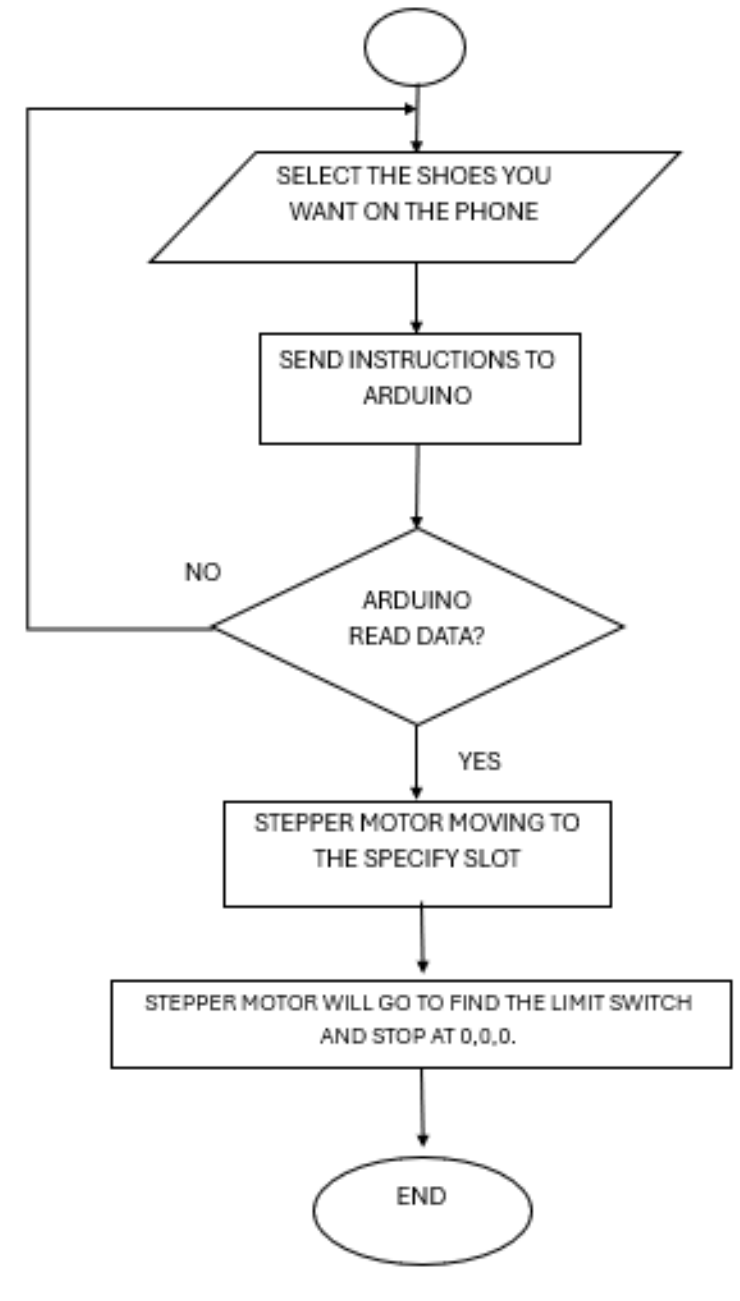 SELECT THE SHOES YOU
WANT ON THE PHONE
SEND INSTRUCTIONS TO
ARDUINO
NO
ARDUINO
READ DATA?
YES
STEPPER MOTOR MOVING TO
THE SPECIFY SLOT
STEPPER MOTOR WILL GO TO FIND THE LIMIT SWITCH
AND STOP AT 0,0,0.
END